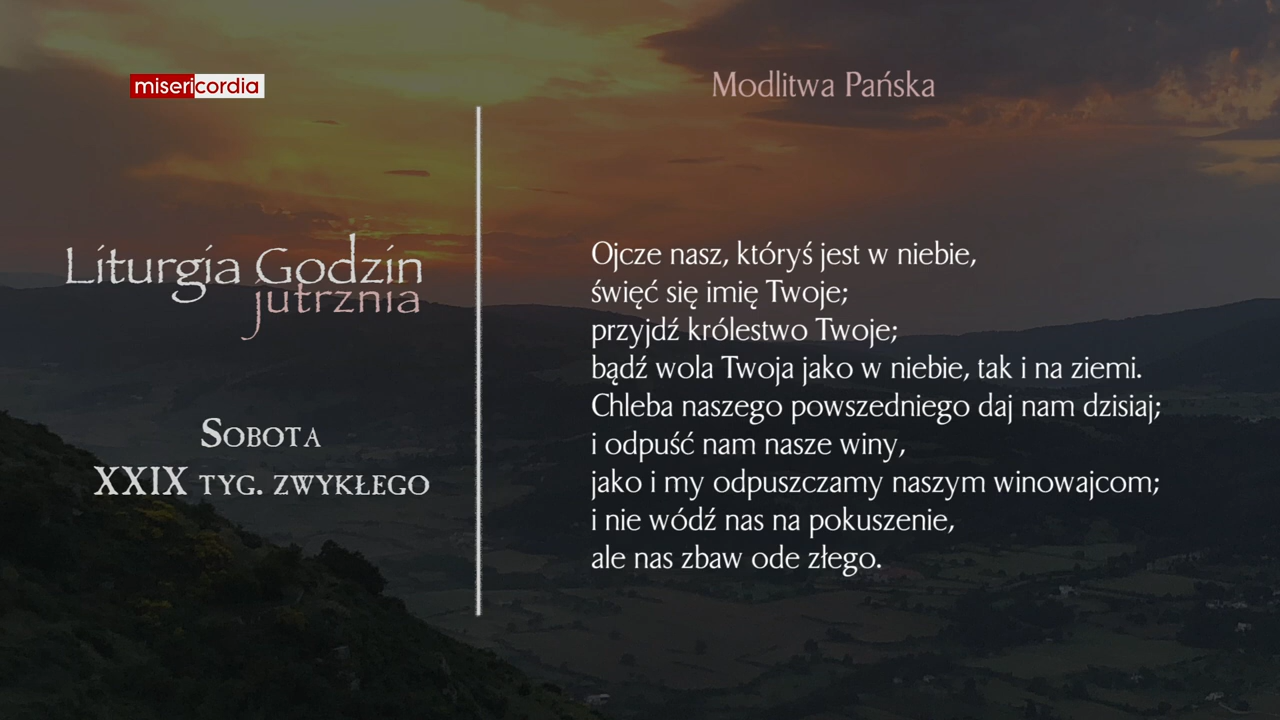 misericordia
Liturgia Godzin
jutrznia
Sobota
XXIX tyg. zwykłego
Modlitwa Pańska
Ojcze nasz, któryś jest w niebie,
święć się imię Twoje;
przyjdź królestwo Twoje;
bądź wola Twoja jako w niebie, tak i na ziemi.
Chleba naszego powszedniego daj nam dzisiaj;
i odpuść nam nasze winy,
jako i my odpuszczamy naszym winowajcom;
i nie wódź nas na pokuszenie,
ale nas zbaw ode złego.